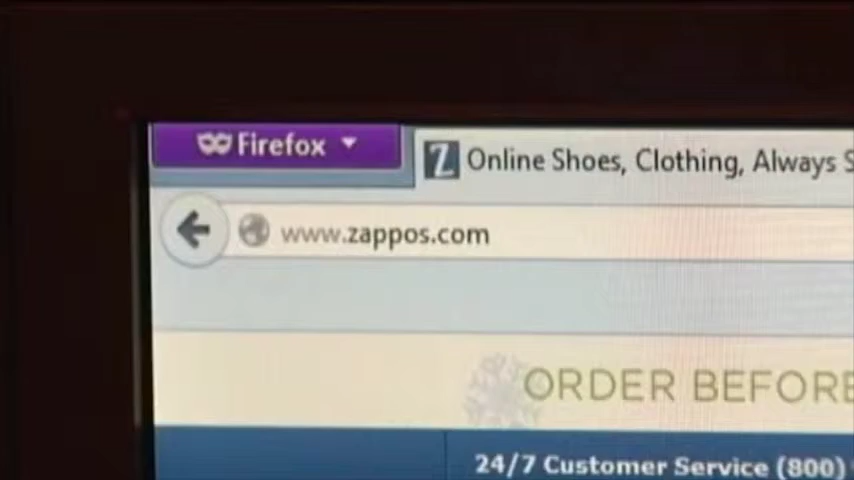 Firefox
Z Online Shoes, Clothing, Always S
www.zappos.com
ORDER BEFORE
24/7 Customer Service (800)